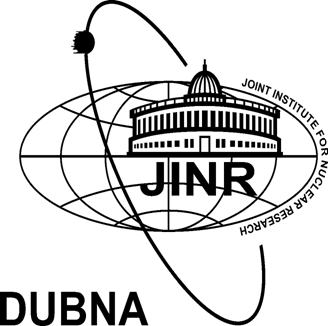 JOINT INSTITUTE FOR NUCLEAR RESEARCH
JINR
DUBNA